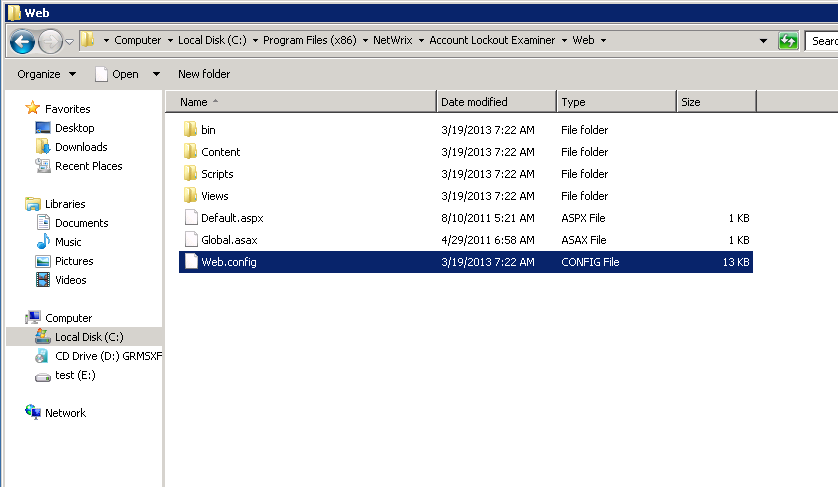 Web
Computer Local Disk (C:) Program Files (x86) NetWrix Account Lockout Examiner Web Sear
Organize Open New folder
Name Date modified Type Size
Favorites
Desktop
Downloads
Recent Places
Libraries
Documents
Music
Pictures
Videos
Computer
Local Disk (C:)
CD Drive (D:) GRMSXF
test (E:)
Network
bin 3/19/2013 7:22 AM File folder
Content 3/19/2013 7:22 AM File folder
Scripts 3/19/2013 7:22 AM File folder
Views 3/19/2013 7:22 AM File folder
Default.aspx 8/10/2011 5:21 AM ASPX File 1 KB
Global.asax 4/29/2011 6:58 AM ASAX File 1 KB
Web.config 3/19/2013 7:22 AM CONFIG File 13 KB